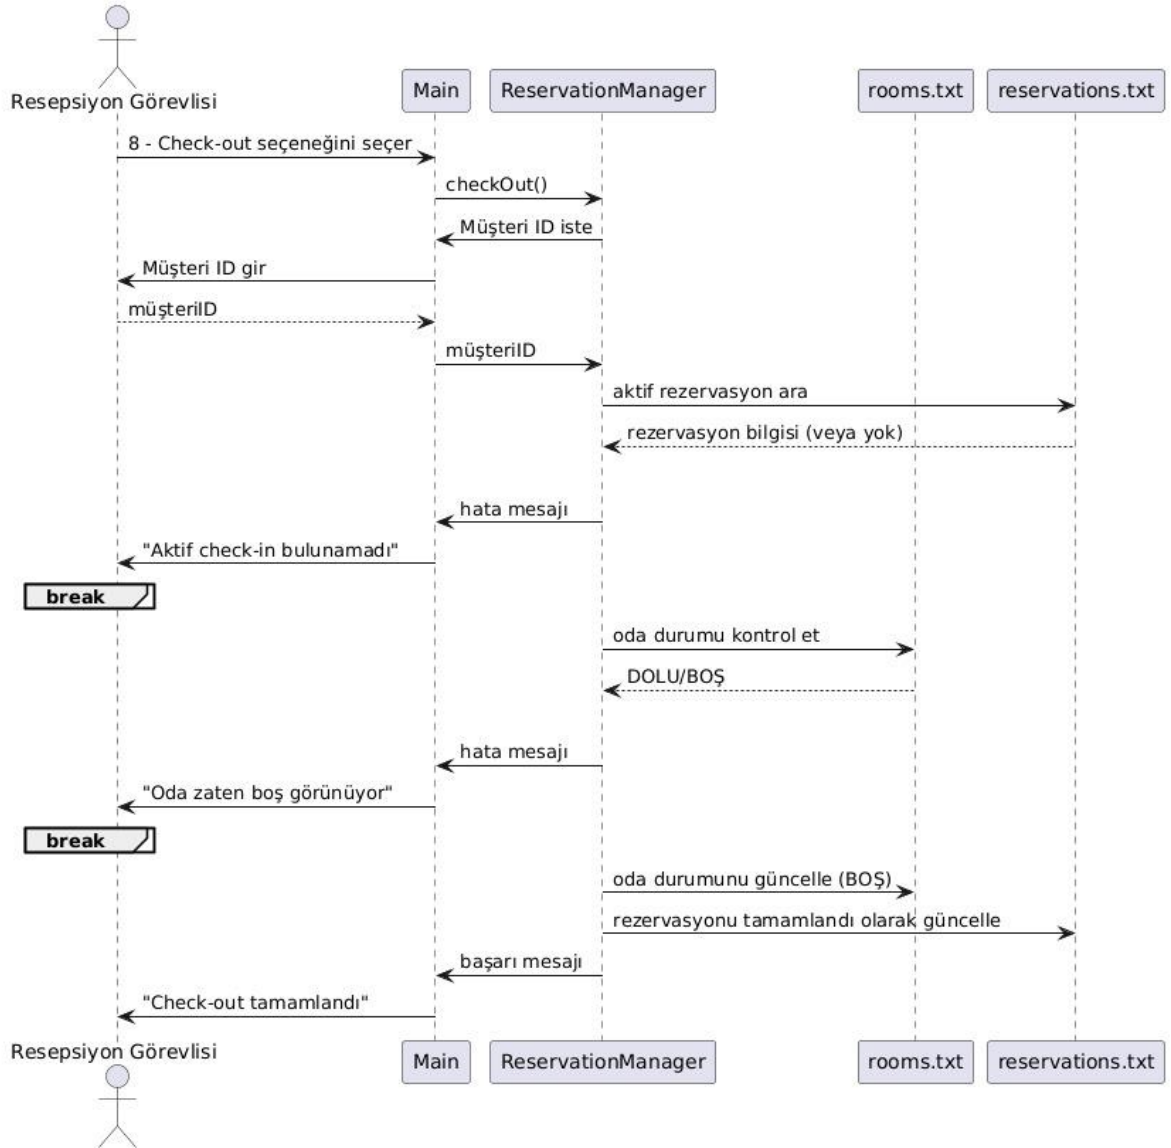 Resepsiyon Görevlisi
Main
ReservationManager
rooms.txt
reservations.txt
8 - Check-out seçeneğini seçer
checkOut()
Müşteri ID iste
Müşteri ID gir
müşteriID
müşteriID
aktif rezervasyon ara
rezervasyon bilgisi (veya yok)
hata mesajı
"Aktif check-in bulunamadı"
break
oda durumu kontrol et
DOLU/BOŞ
hata mesajı
"Oda zaten boş görünüyor"
break
oda durumunu güncelle (BOŞ)
rezervasyonu tamamlandı olarak güncelle
başarı mesajı
"Check-out tamamlandı"
Resepsiyon Görevlisi
Main
ReservationManager
rooms.txt
reservations.txt